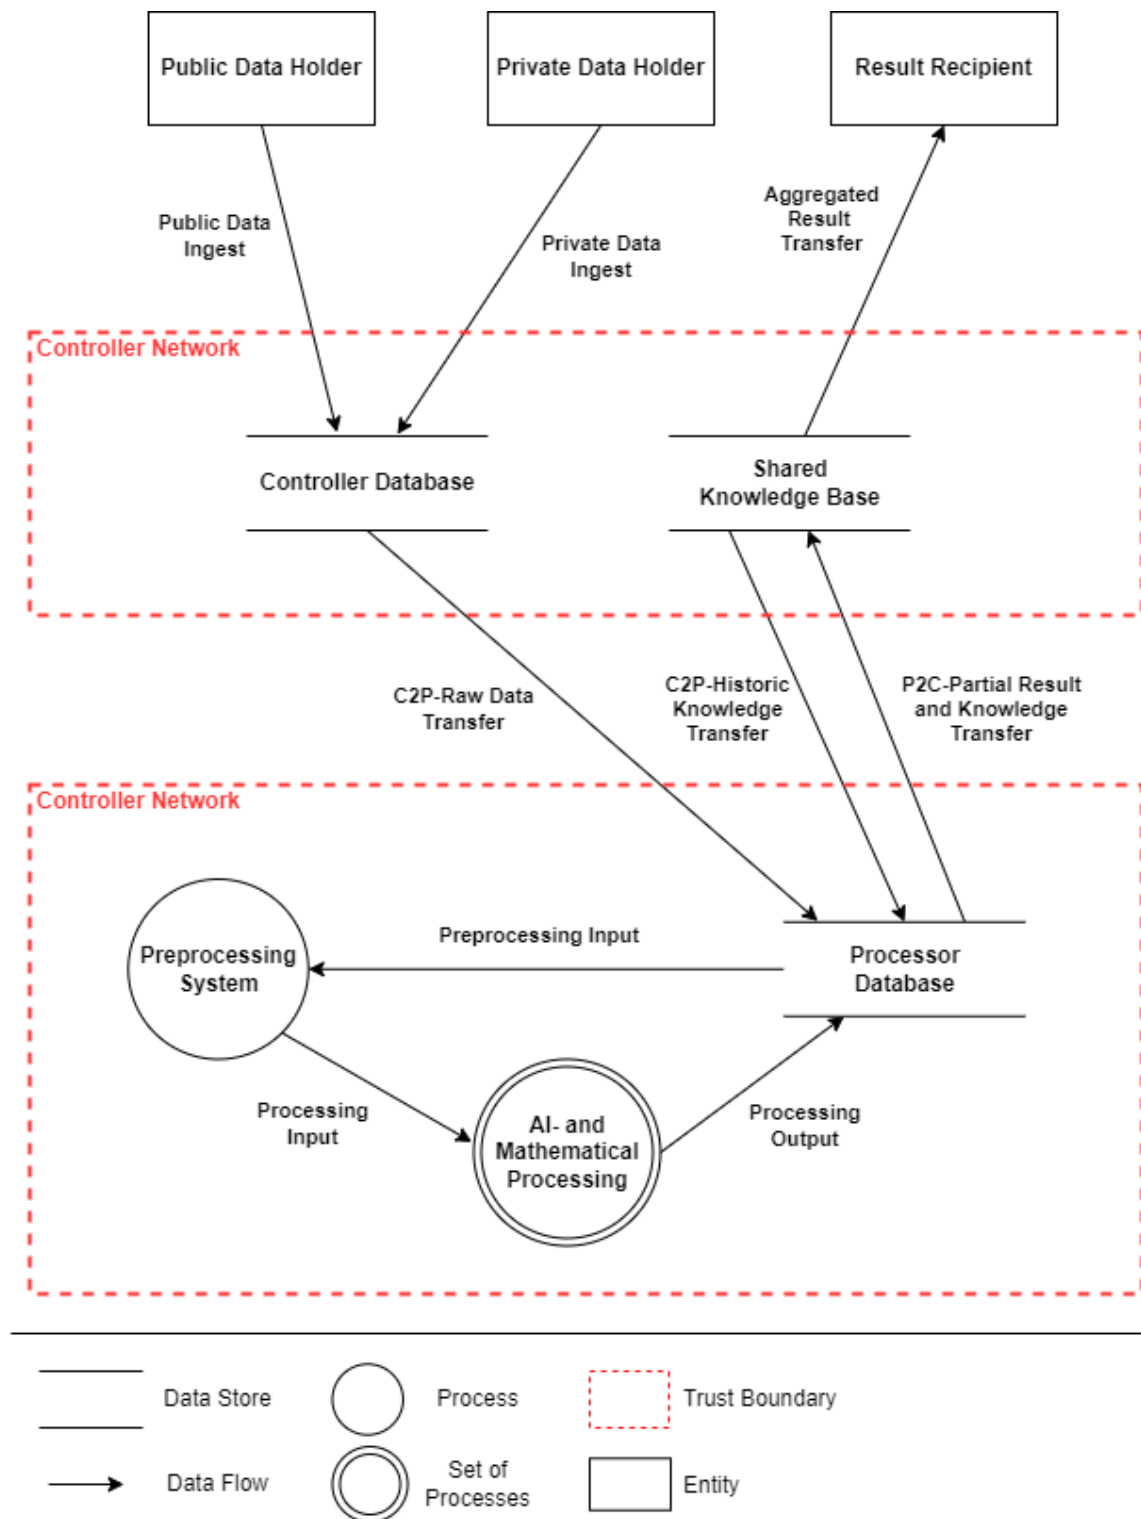 Public Data Holder
Private Data Holder
Result Recipient
Public Data
Ingest
Private Data
Ingest
Aggregated
Result
Transfer
Controller Network
Controller Database
Shared
Knowledge Base
C2P-Raw Data
Transfer
C2P-Historic
Knowledge
Transfer
P2C-Partial Result
and Knowledge
Transfer
Controller Network
Preprocessing
System
Preprocessing Input
Processor
Database
Processing
Input
AI- and
Mathematical
Processing
Processing
Output
Data Store
Process
Trust Boundary
Data Flow
Set of
Processes
Entity